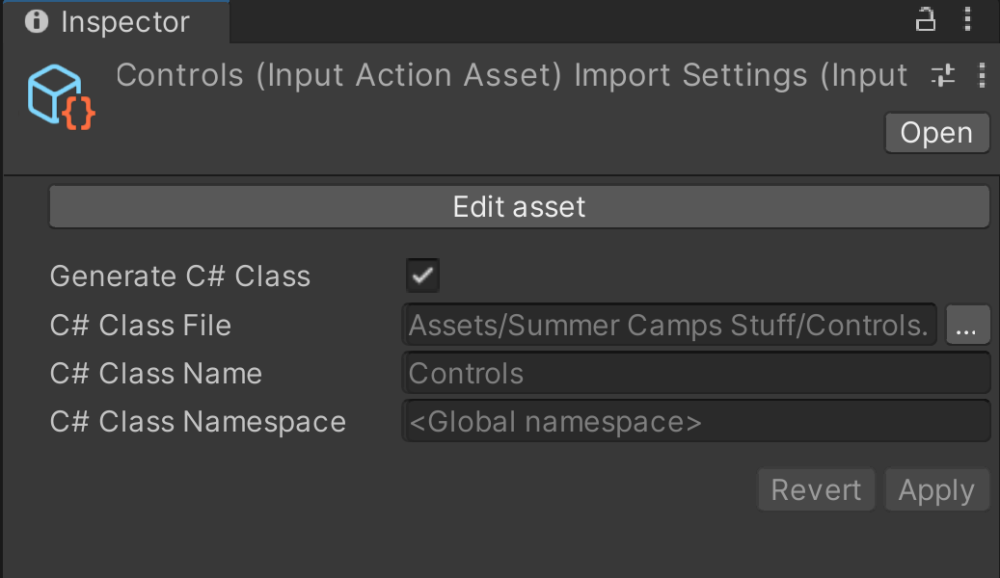 Inspector
Controls (Input Action Asset) Import Settings (Input
Open
Edit asset
Generate C# Class
C# Class File Assets/Summer Camps Stuff/Controls. ...
C# Class Name Controls
C# Class Namespace <Global namespace>
Revert Apply